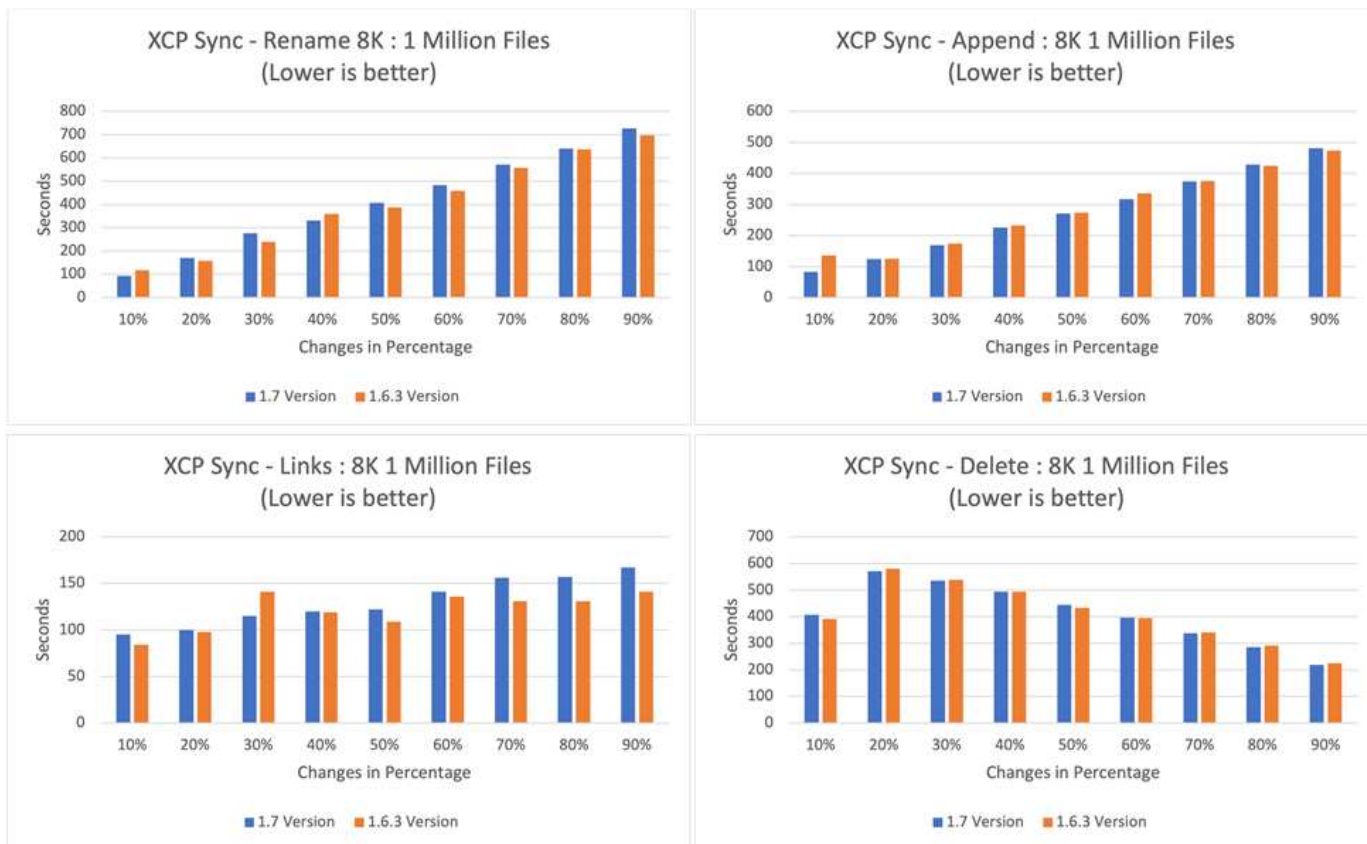 XCP Sync - Rename 8K : 1 Million Files
(Lower is better)
800
700
600
500
400
300
200
100
0
Seconds
10% 20% 30% 40% 50% 60% 70% 80% 90%
Changes in Percentage
1.7 Version 1.6.3 Version
XCP Sync - Append : 8K 1 Million Files
(Lower is better)
600
500
400
300
200
100
0
Seconds
10% 20% 30% 40% 50% 60% 70% 80% 90%
Changes in Percentage
1.7 Version 1.6.3 Version
XCP Sync - Links : 8K 1 Million Files
(Lower is better)
200
150
100
50
0
Seconds
10% 20% 30% 40% 50% 60% 70% 80% 90%
Changes in Percentage
1.7 Version 1.6.3 Version
XCP Sync - Delete : 8K 1 Million Files
(Lower is better)
700
600
500
400
300
200
100
0
Seconds
10% 20% 30% 40% 50% 60% 70% 80% 90%
Changes in Percentage
1.7 Version 1.6.3 Version